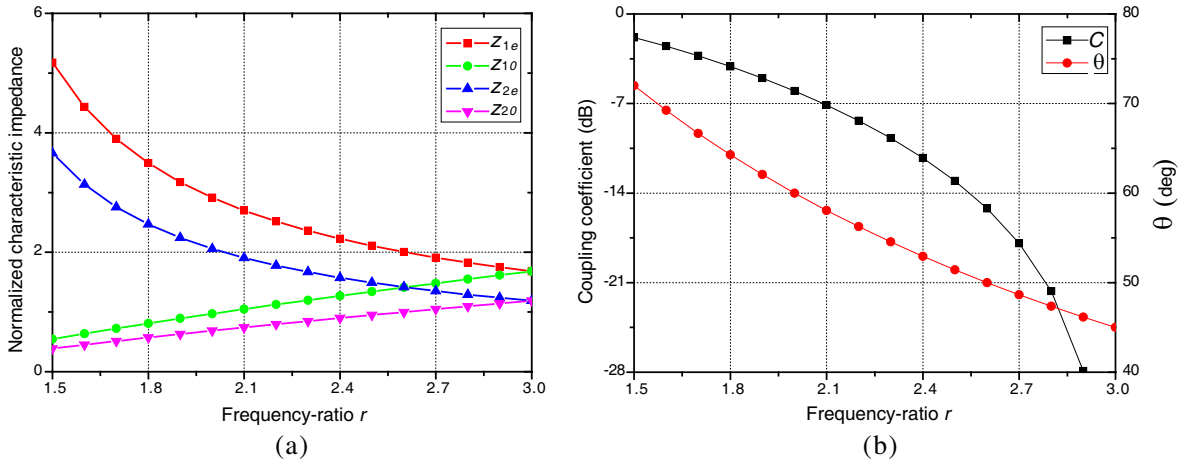 6
4
2
0
Normalized characteristic impedance
Z1e
Z10
Z2e
Z20
1.5 1.8 2.1 2.4 2.7 3.0
Frequency-ratio r
(a)
0
-7
-14
-21
-28
Coupling coefficient (dB)
C
θ
80
70
60
50
40
θ (deg)
1.5 1.8 2.1 2.4 2.7 3.0
Frequency-ratio r
(b)